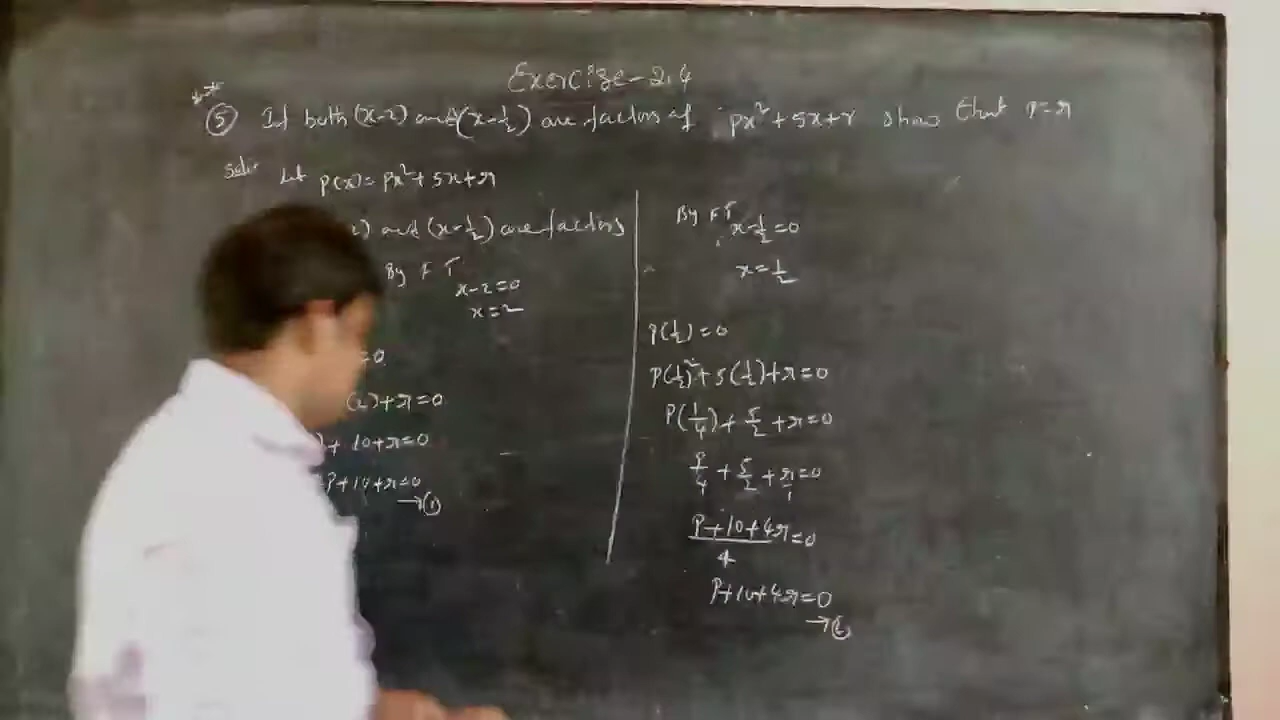 Exercise-2.4
⑤ If both (x-2) and (x-1/2) are factors of px²+5x+r show that p=r
Soln:- Let p(x)=px²+5x+r
) and (x-1/2) are factors
By F T
x-2=0
x=2
=0
(2)+r=0
)+10+r=0
P+10+r=0
→①
By F T
x-1/2=0
x=1/2
P(1/2)=0
P(1/2)²+5(1/2)+r=0
P(1/4)+5/2+r=0
P/4+5/2+r/1=0
P+10+4r/4=0
P+10+4r=0
→②